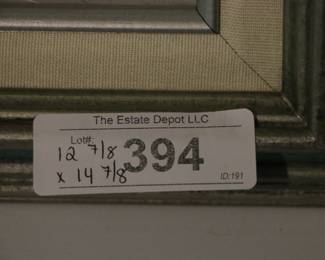 The Estate Depot LLC
Lot#:
12 7/8 394
x 14 7/8
ID:191